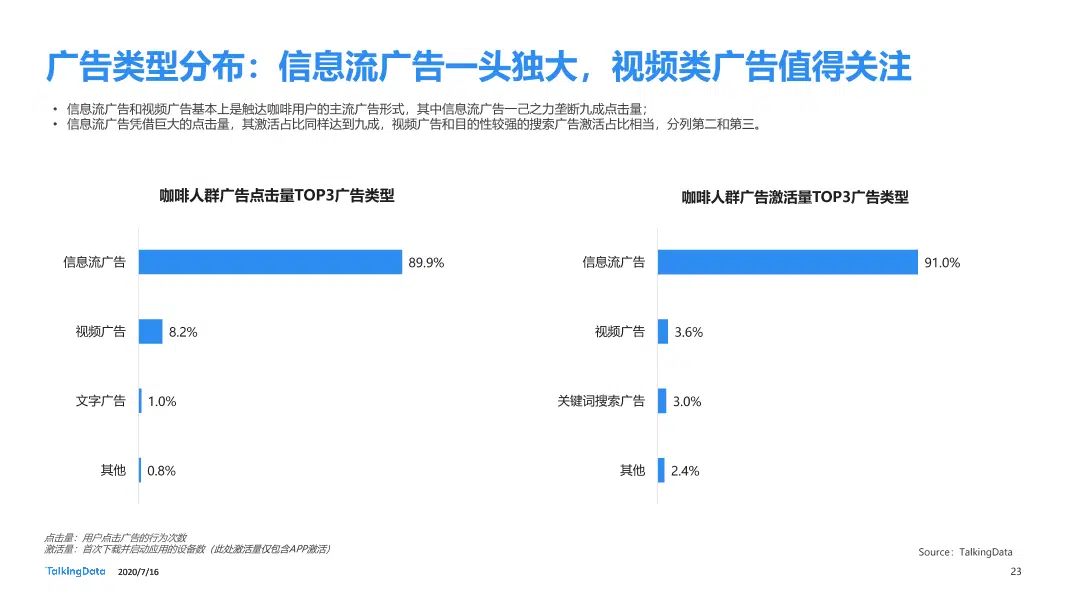 广告类型分布：信息流广告一头独大，视频类广告值得关注
• 信息流广告和视频广告基本上是触达咖啡用户的主流广告形式，其中信息流广告一己之力垄断九成点击量；
• 信息流广告凭借巨大的点击量，其激活占比同样达到九成，视频广告和目的性较强的搜索广告激活占比相当，分列第二和第三。
咖啡人群广告点击量TOP3广告类型
信息流广告 89.9%
视频广告 8.2%
文字广告 1.0%
其他 0.8%
咖啡人群广告激活量TOP3广告类型
信息流广告 91.0%
视频广告 3.6%
关键词搜索广告 3.0%
其他 2.4%
点击量：用户点击广告的行为次数
激活量：首次下载并启动应用的设备数（此处激活量仅包含APP激活）
Source：TalkingData
TalkingData 2020/7/16
23